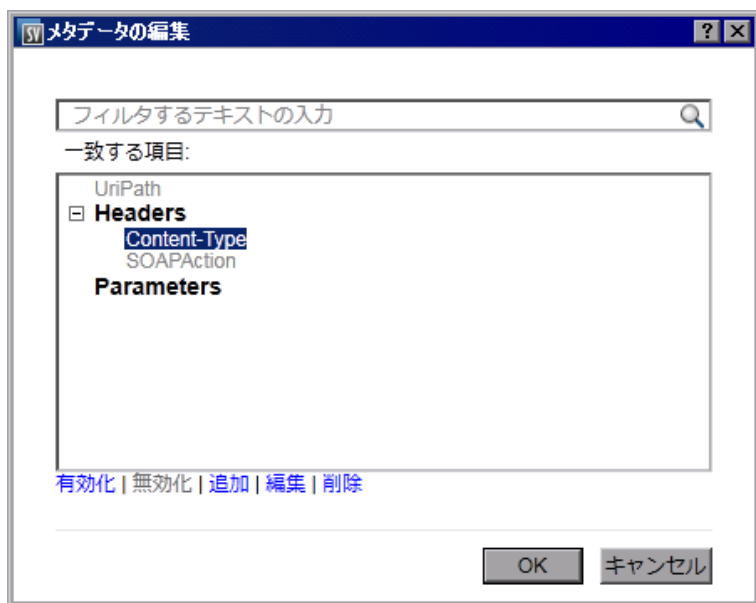 SV メタデータの編集 ? ×
フィルタするテキストの入力
一致する項目:
UriPath
Headers
Content-Type
SOAPAction
Parameters
有効化 | 無効化 | 追加 | 編集 | 削除
OK キャンセル